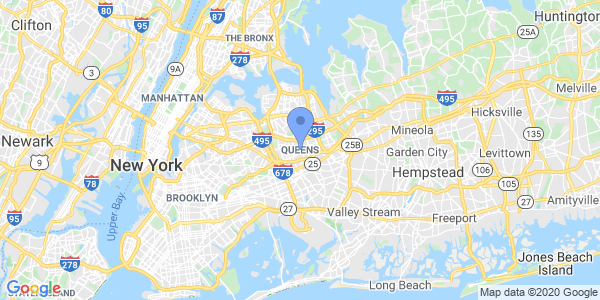 Clifton
80
95
87
THE BRONX
278
Huntington
25A
3
9A
MANHATTAN
495
Melville
Hicksville
295
495
Mineola
135
Newark
9
QUEENS
25B
25
Garden City
Levittown
New York
678
Hempstead
106
105
78
Upper Bay
BROOKLYN
27
Valley Stream
Freeport
Amityville
95
278
Jones Beach
Island
Long Beach
STATEN ISLAND
Google
Map data ©2020 Google